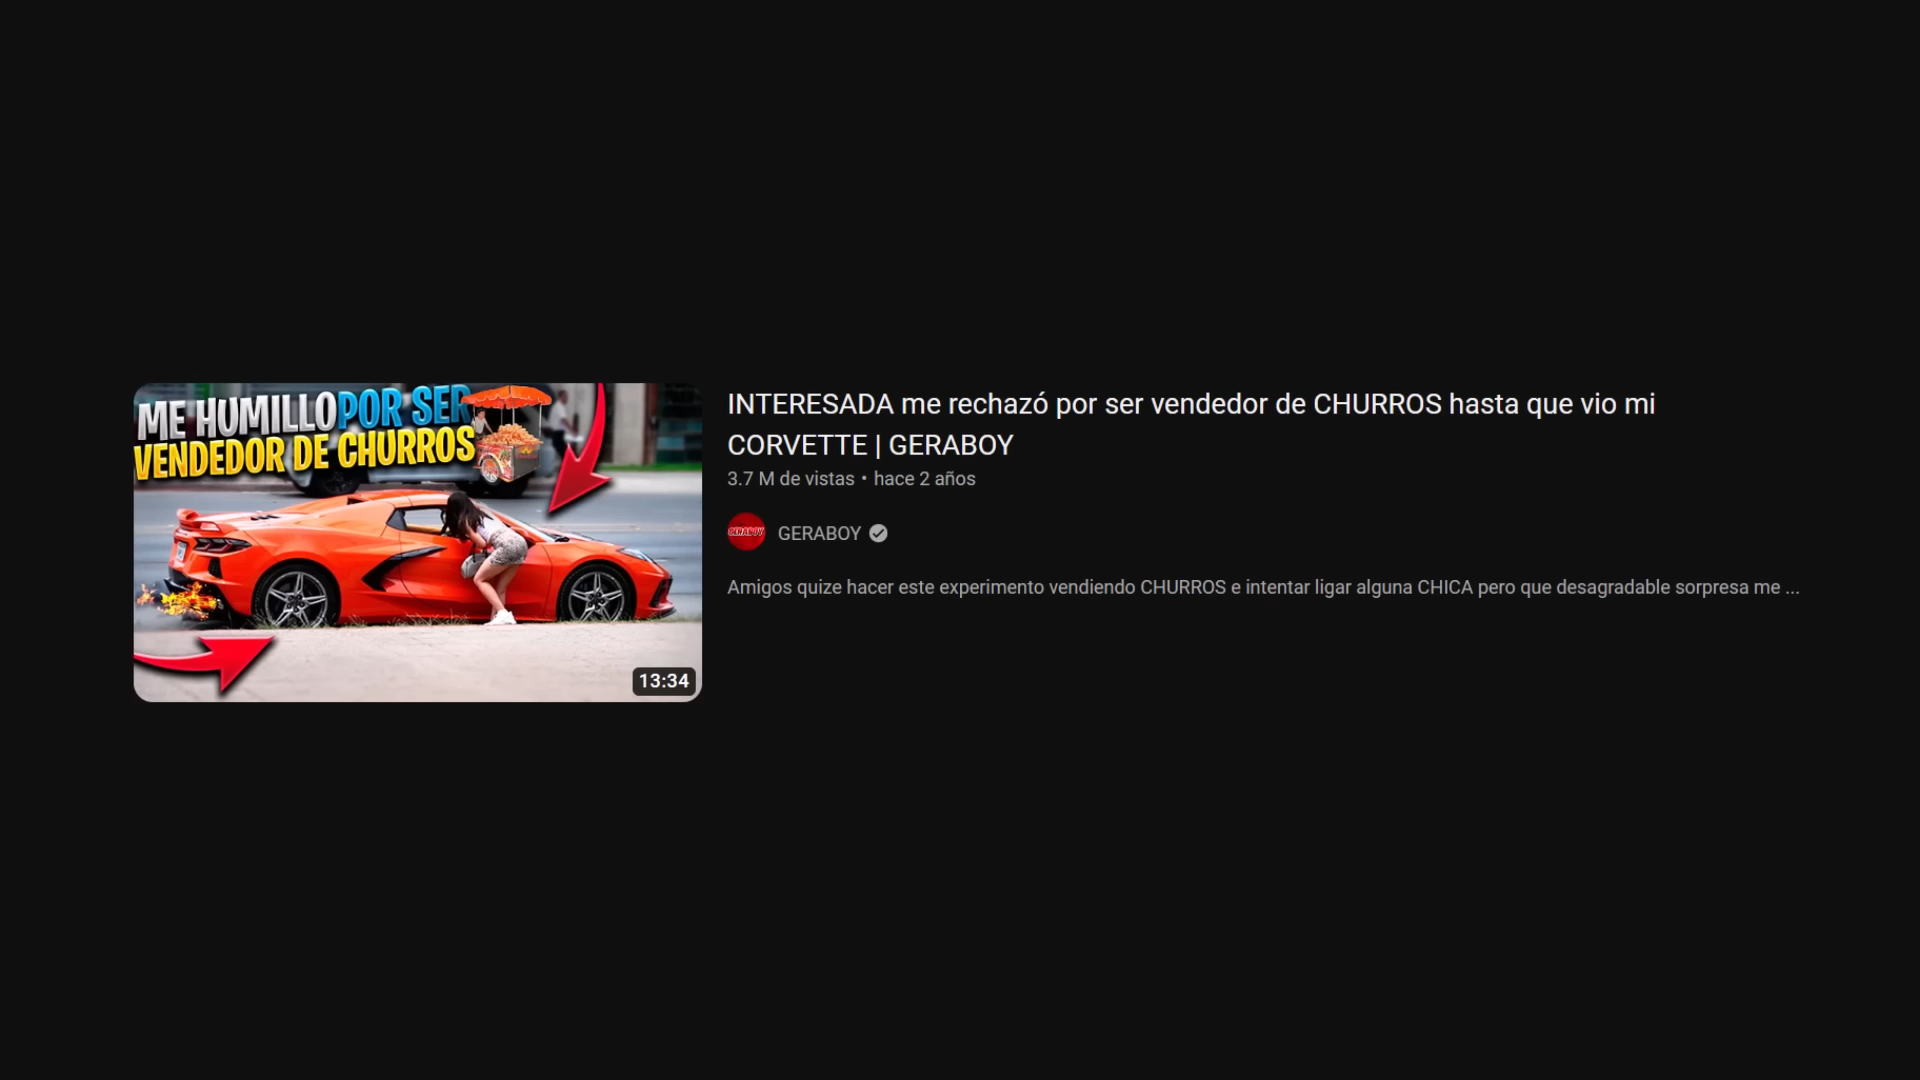 ME HUMILLO POR SER
VENDEDOR DE CHURROS
13:34
INTERESADA me rechazó por ser vendedor de CHURROS hasta que vio mi
CORVETTE | GERABOY
3.7 M de vistas • hace 2 años
GERABOY
GERABOY
Amigos quize hacer este experimento vendiendo CHURROS e intentar ligar alguna CHICA pero que desagradable sorpresa me ...